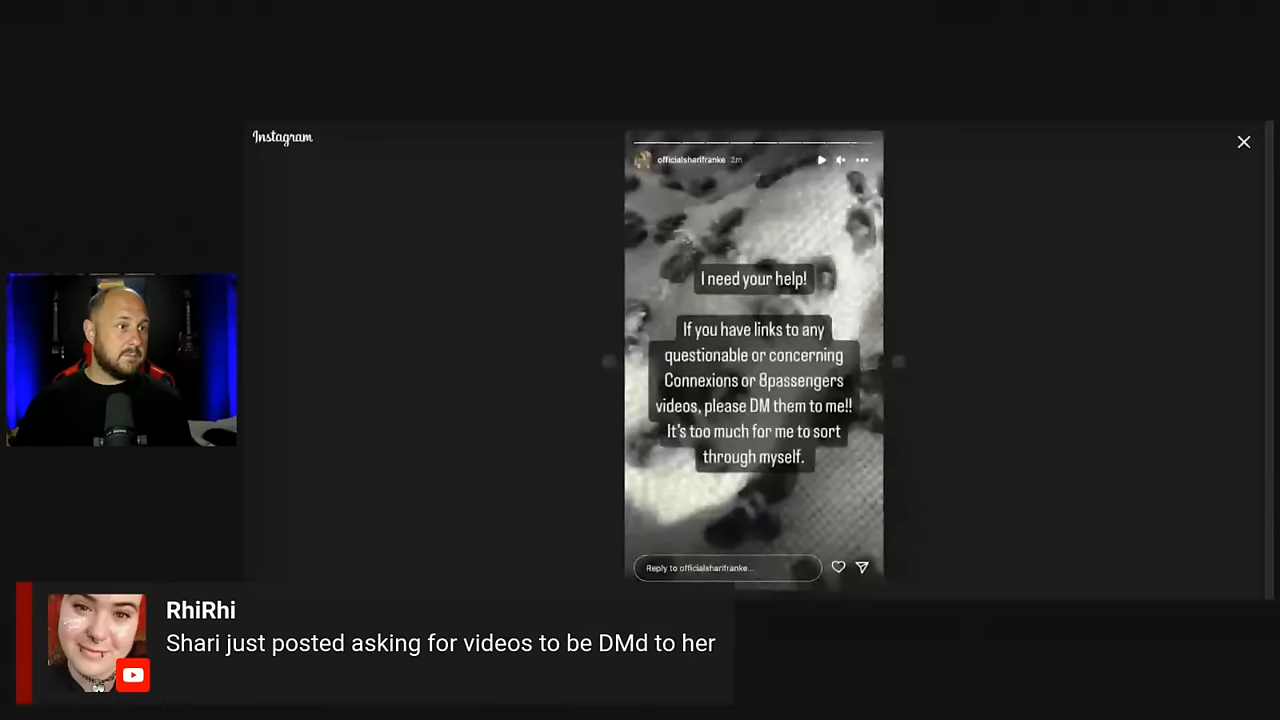 Instagram
officialsharifranke 2m
I need your help!
If you have links to any
questionable or concerning
Connexions or 8passengers
videos, please DM them to me!!
It's too much for me to sort
through myself.
Reply to officialsharifranke...
RhiRhi
Shari just posted asking for videos to be DMd to her